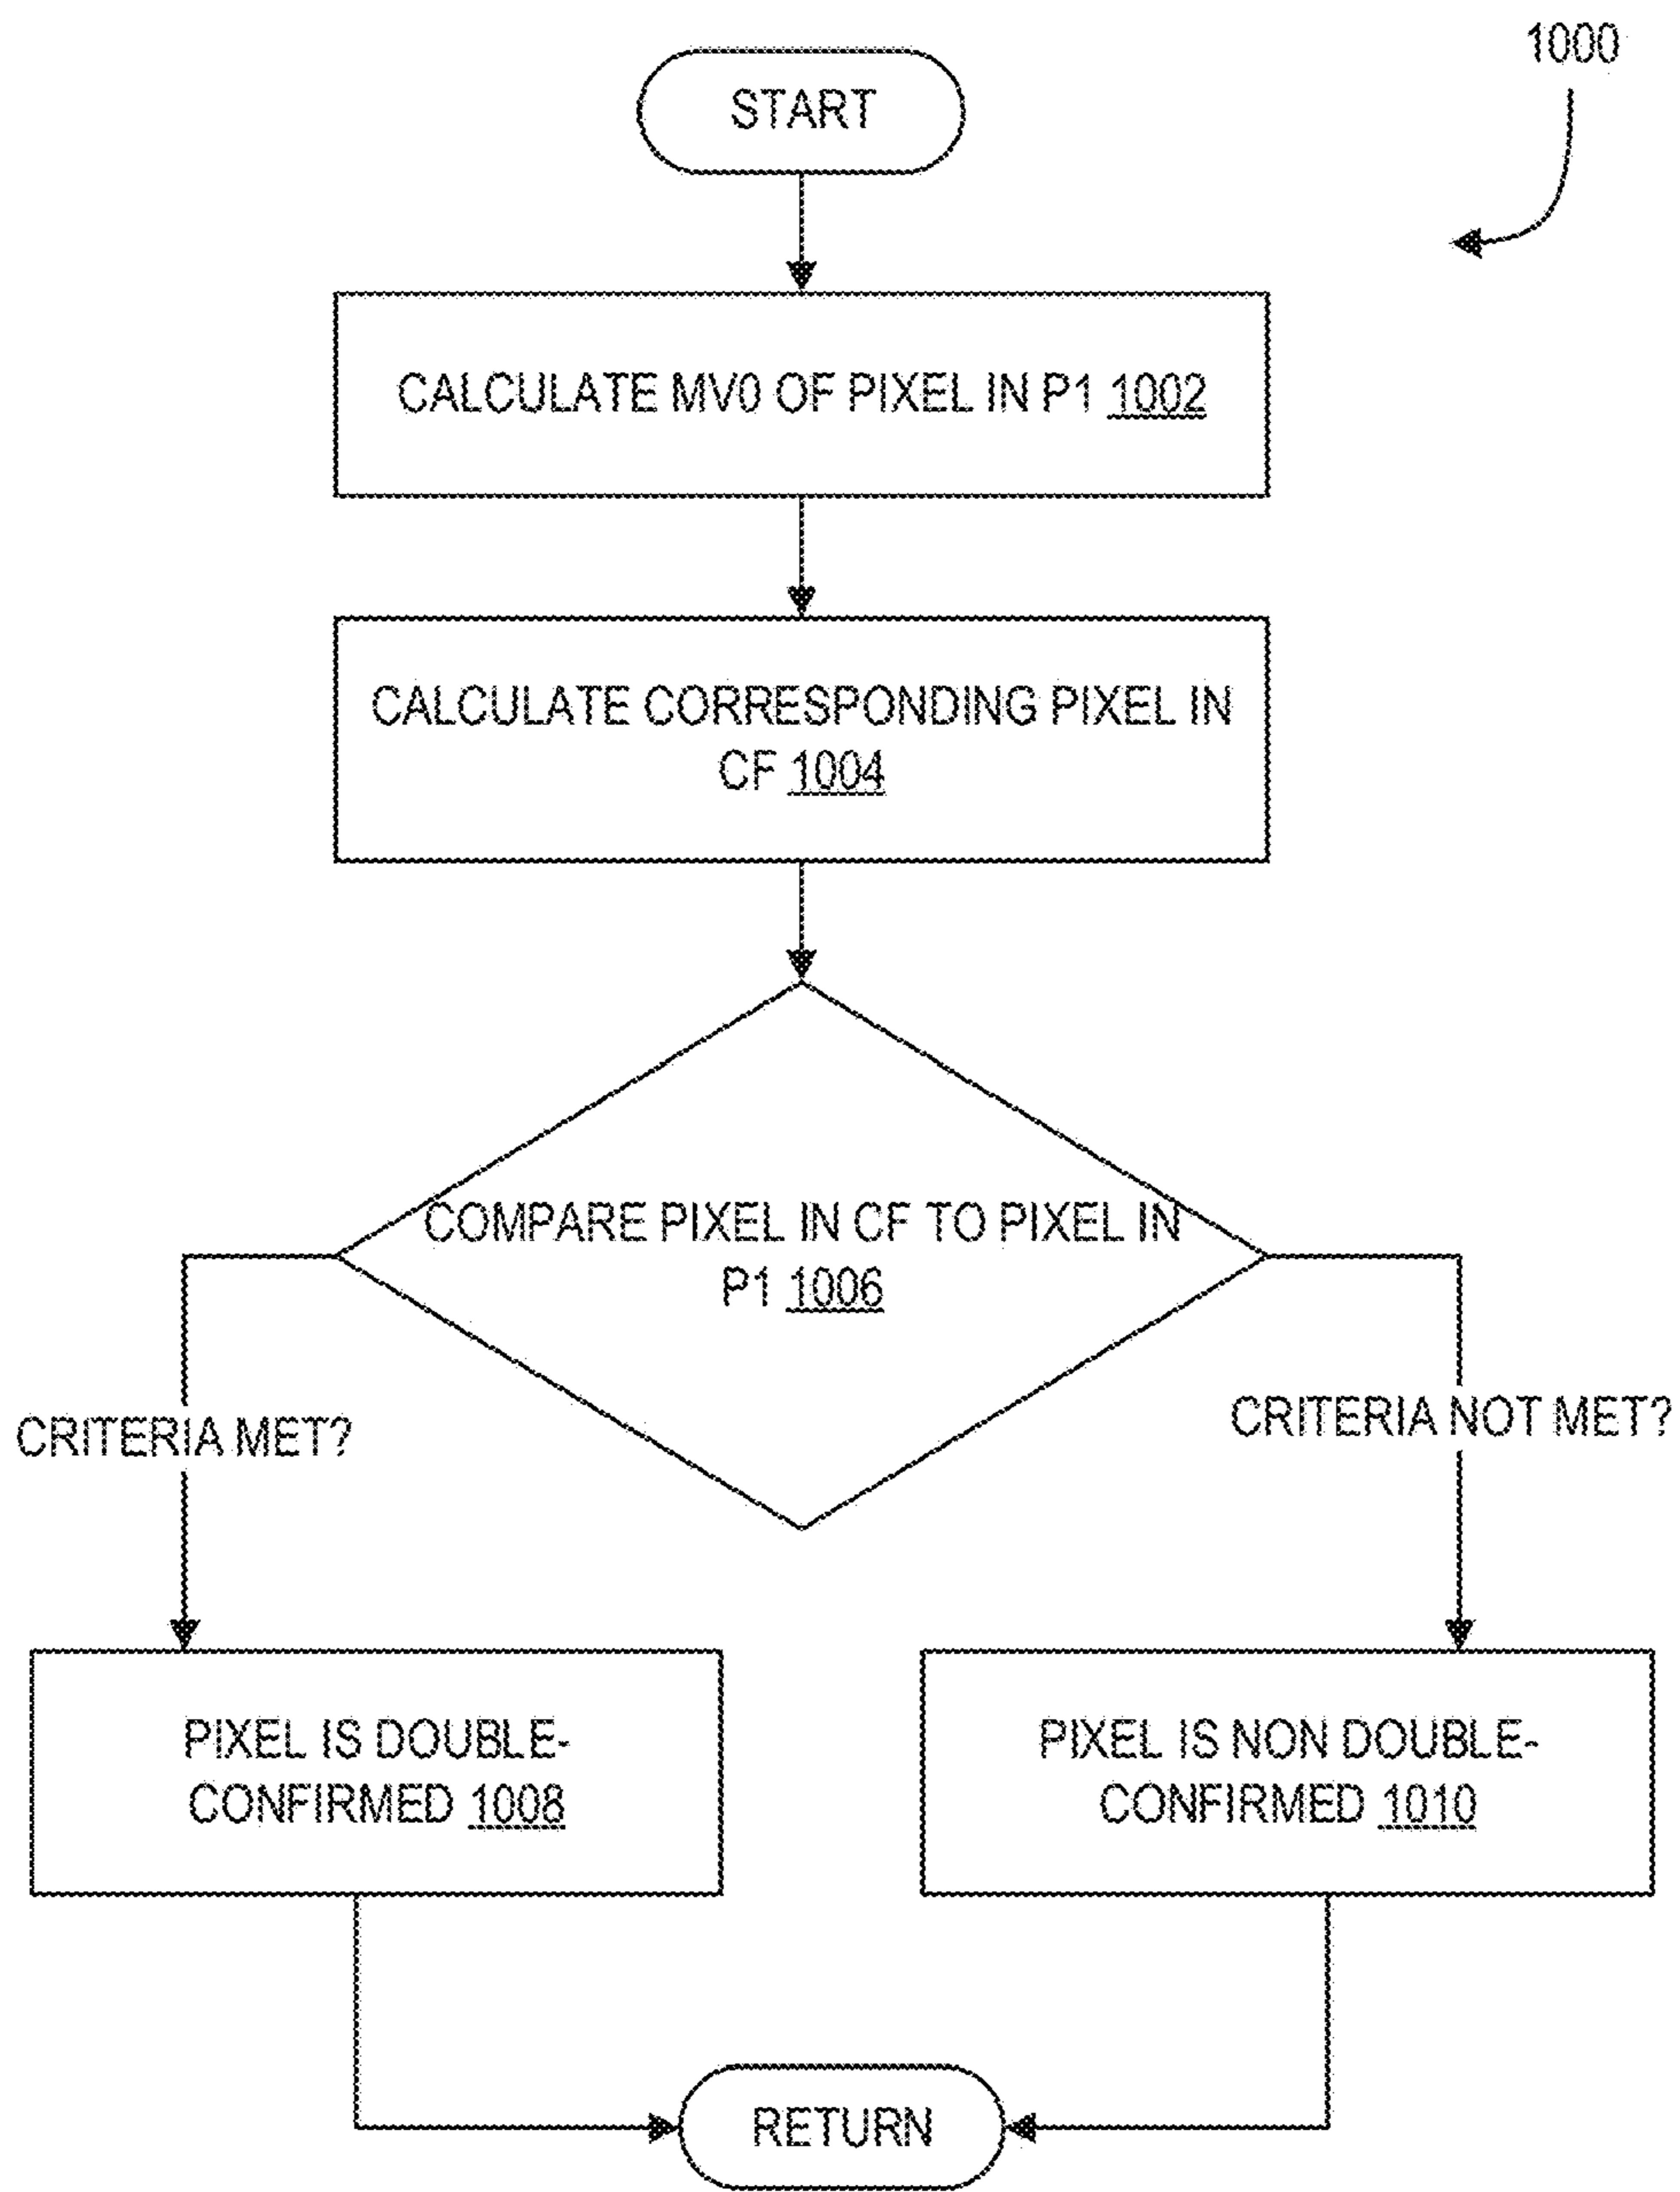 1000
START
CALCULATE MV0 OF PIXEL IN P1 1002
CALCULATE CORRESPONDING PIXEL IN
CF 1004
COMPARE PIXEL IN CF TO PIXEL IN
P1 1006
CRITERIA MET?
CRITERIA NOT MET?
PIXEL IS DOUBLE-
CONFIRMED 1008
PIXEL IS NON DOUBLE-
CONFIRMED 1010
RETURN